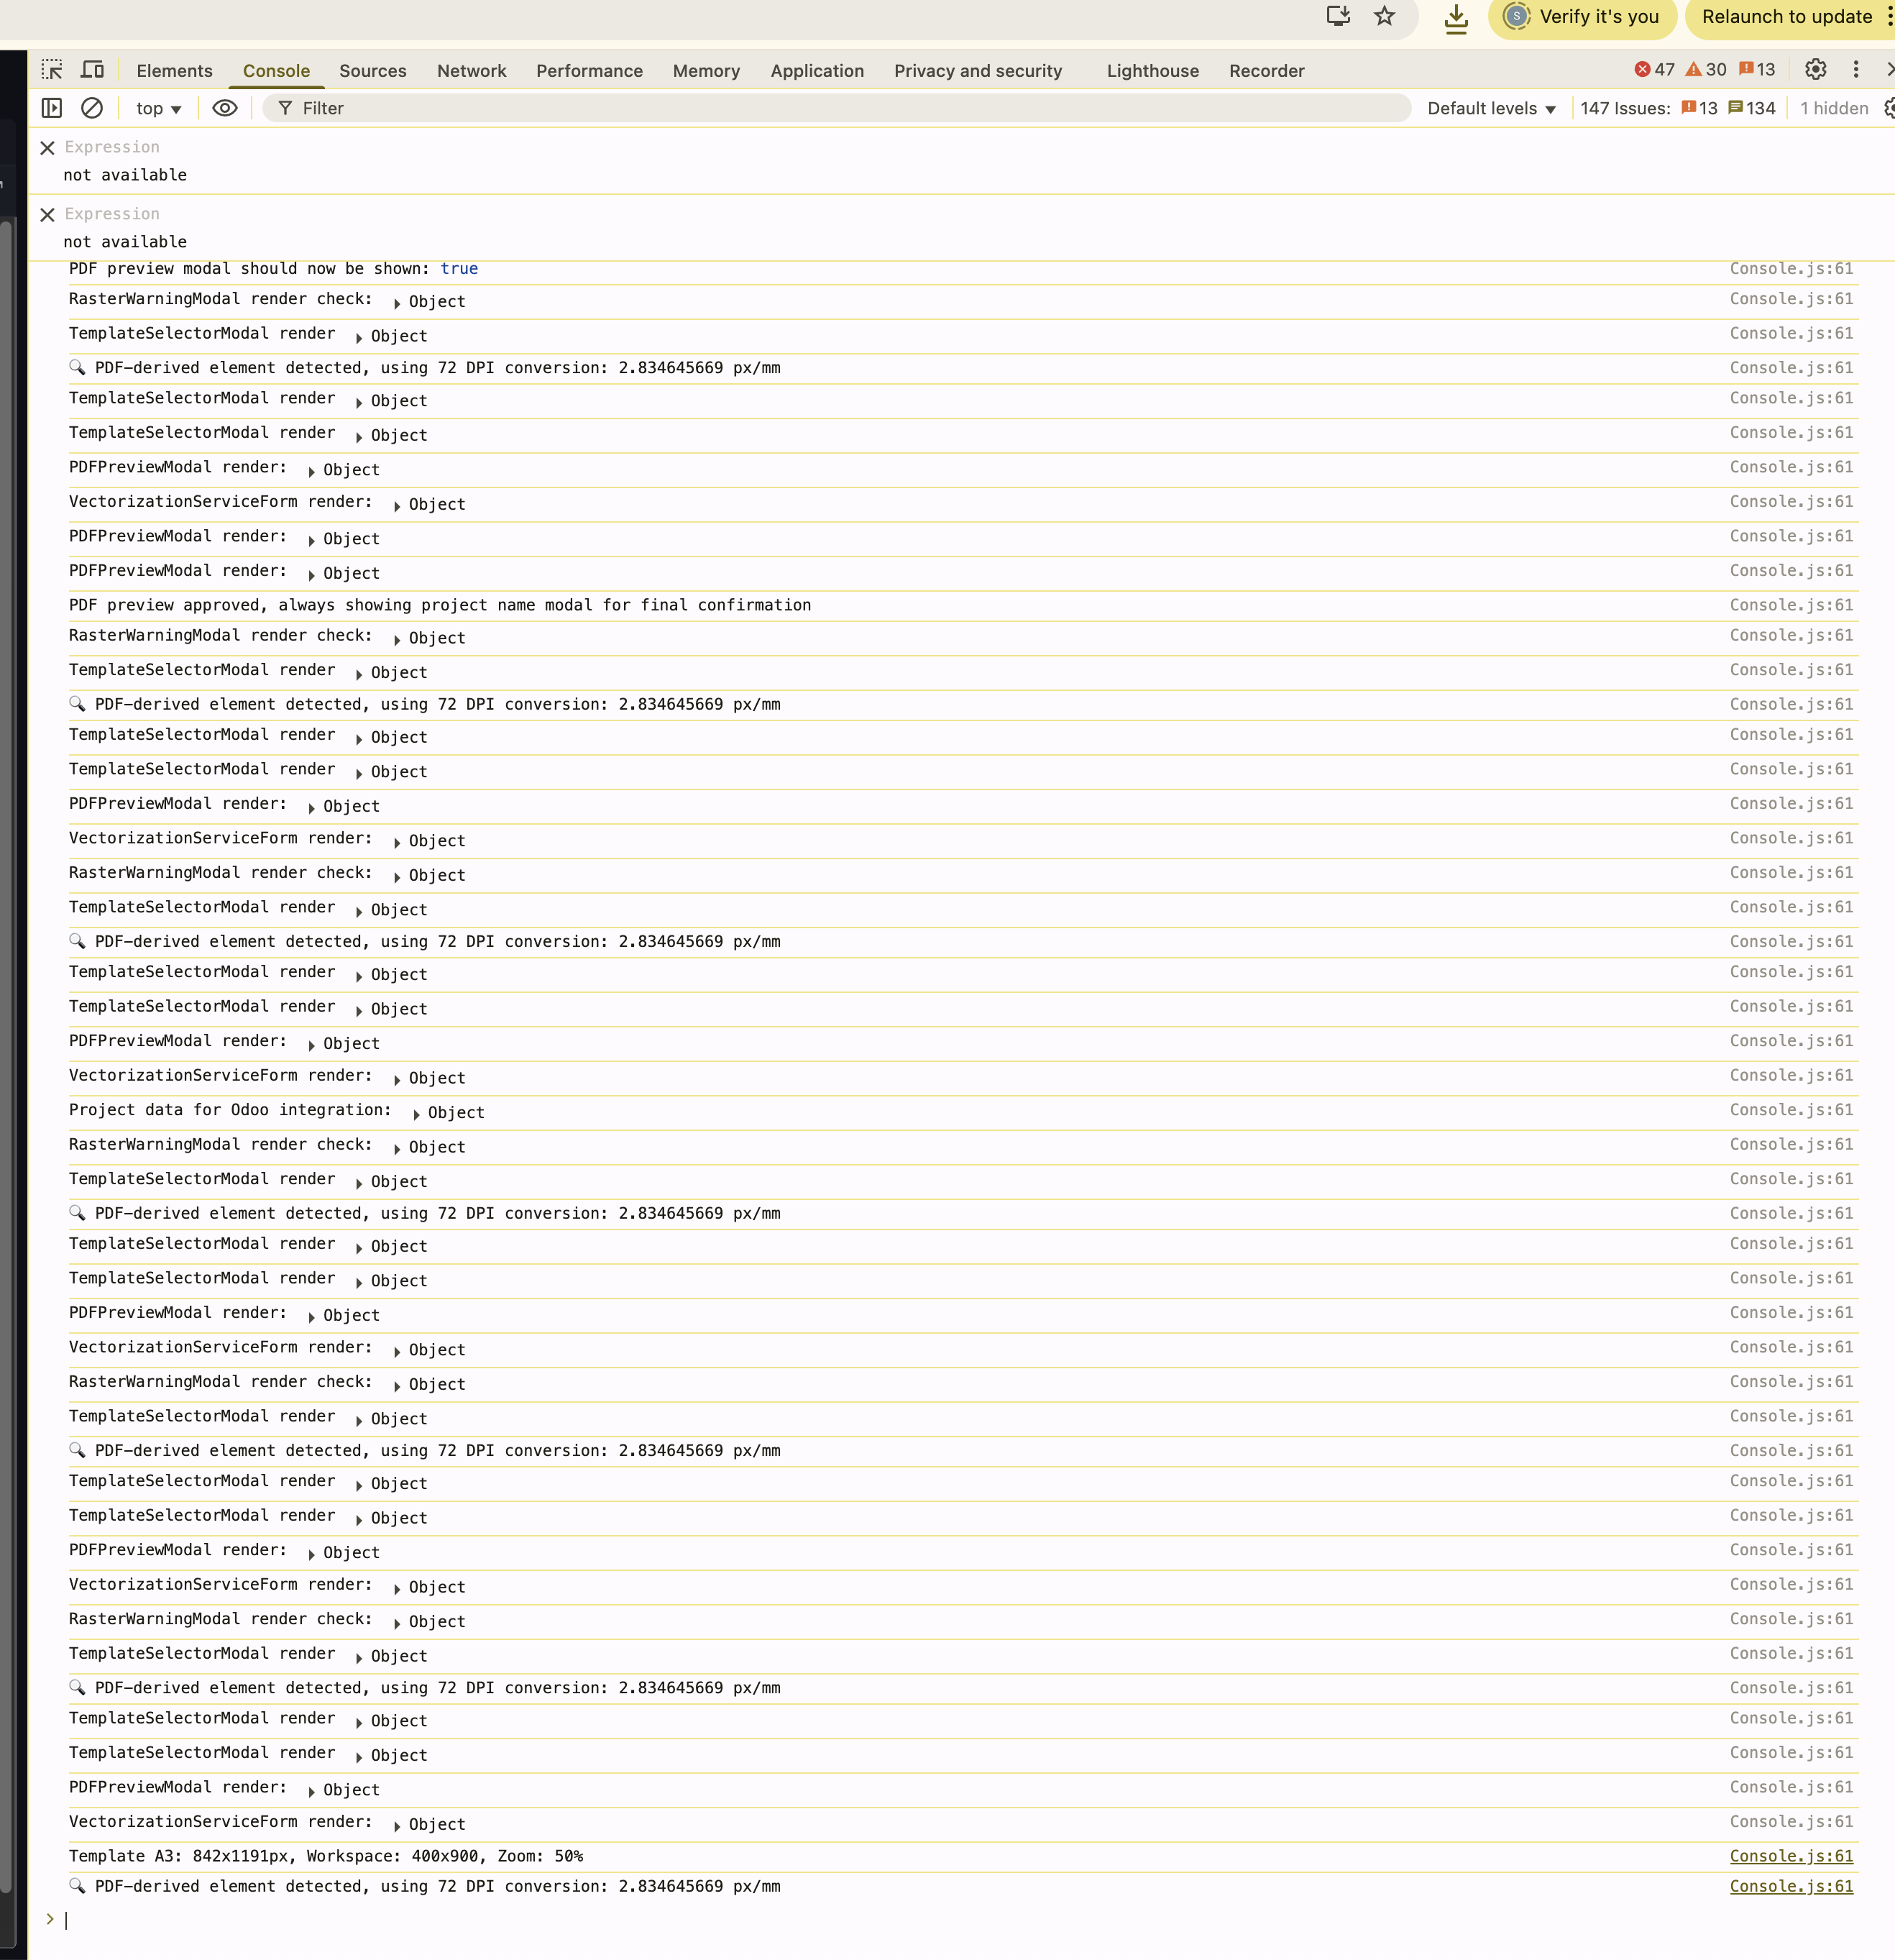 S Verify it's you Relaunch to update
Elements Console Sources Network Performance Memory Application Privacy and security Lighthouse Recorder 47 30 13
top Filter Default levels 147 Issues: 13 134 1 hidden
Expression
not available
Expression
not available
PDF preview modal should now be shown: true Console.js:61
RasterWarningModal render check: Object Console.js:61
TemplateSelectorModal render Object Console.js:61
🔍 PDF-derived element detected, using 72 DPI conversion: 2.834645669 px/mm Console.js:61
TemplateSelectorModal render Object Console.js:61
TemplateSelectorModal render Object Console.js:61
PDFPreviewModal render: Object Console.js:61
VectorizationServiceForm render: Object Console.js:61
PDFPreviewModal render: Object Console.js:61
PDFPreviewModal render: Object Console.js:61
PDF preview approved, always showing project name modal for final confirmation Console.js:61
RasterWarningModal render check: Object Console.js:61
TemplateSelectorModal render Object Console.js:61
🔍 PDF-derived element detected, using 72 DPI conversion: 2.834645669 px/mm Console.js:61
TemplateSelectorModal render Object Console.js:61
TemplateSelectorModal render Object Console.js:61
PDFPreviewModal render: Object Console.js:61
VectorizationServiceForm render: Object Console.js:61
RasterWarningModal render check: Object Console.js:61
TemplateSelectorModal render Object Console.js:61
🔍 PDF-derived element detected, using 72 DPI conversion: 2.834645669 px/mm Console.js:61
TemplateSelectorModal render Object Console.js:61
TemplateSelectorModal render Object Console.js:61
PDFPreviewModal render: Object Console.js:61
VectorizationServiceForm render: Object Console.js:61
Project data for Odoo integration: Object Console.js:61
RasterWarningModal render check: Object Console.js:61
TemplateSelectorModal render Object Console.js:61
🔍 PDF-derived element detected, using 72 DPI conversion: 2.834645669 px/mm Console.js:61
TemplateSelectorModal render Object Console.js:61
TemplateSelectorModal render Object Console.js:61
PDFPreviewModal render: Object Console.js:61
VectorizationServiceForm render: Object Console.js:61
RasterWarningModal render check: Object Console.js:61
TemplateSelectorModal render Object Console.js:61
🔍 PDF-derived element detected, using 72 DPI conversion: 2.834645669 px/mm Console.js:61
TemplateSelectorModal render Object Console.js:61
TemplateSelectorModal render Object Console.js:61
PDFPreviewModal render: Object Console.js:61
VectorizationServiceForm render: Object Console.js:61
RasterWarningModal render check: Object Console.js:61
TemplateSelectorModal render Object Console.js:61
🔍 PDF-derived element detected, using 72 DPI conversion: 2.834645669 px/mm Console.js:61
TemplateSelectorModal render Object Console.js:61
TemplateSelectorModal render Object Console.js:61
PDFPreviewModal render: Object Console.js:61
VectorizationServiceForm render: Object Console.js:61
Template A3: 842x1191px, Workspace: 400x900, Zoom: 50% Console.js:61
🔍 PDF-derived element detected, using 72 DPI conversion: 2.834645669 px/mm Console.js:61